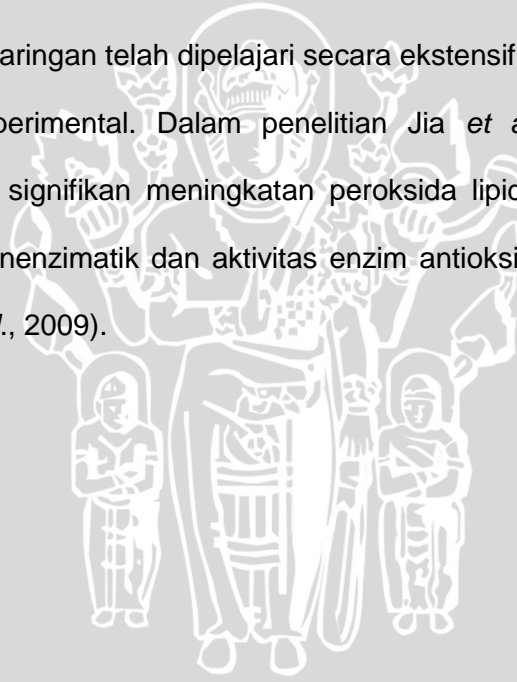 aringan telah dipelajari secara ekstensif
perimental. Dalam penelitian Jia et a
signifikan meningkatan peroksida lipid
nenzimatik dan aktivitas enzim antioksi
l., 2009).